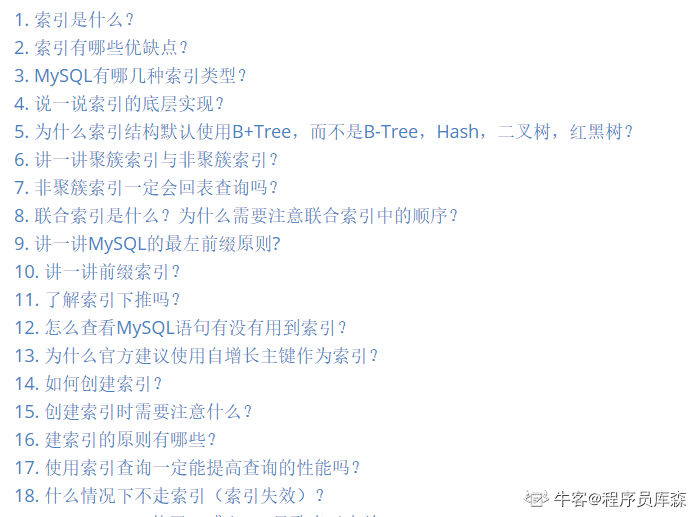 1. 索引是什么？
2. 索引有哪些优缺点？
3. MySQL有哪几种索引类型？
4. 说一说索引的底层实现？
5. 为什么索引结构默认使用B+Tree，而不是B-Tree，Hash，二叉树，红黑树？
6. 讲一讲聚簇索引与非聚簇索引？
7. 非聚簇索引一定会回表查询吗？
8. 联合索引是什么？为什么需要注意联合索引中的顺序？
9. 讲一讲MySQL的最左前缀原则?
10. 讲一讲前缀索引？
11. 了解索引下推吗？
12. 怎么查看MySQL语句有没有用到索引？
13. 为什么官方建议使用自增长主键作为索引？
14. 如何创建索引？
15. 创建索引时需要注意什么？
16. 建索引的原则有哪些？
17. 使用索引查询一定能提高查询的性能吗？
18. 什么情况下不走索引（索引失效）？
牛客@程序员库森